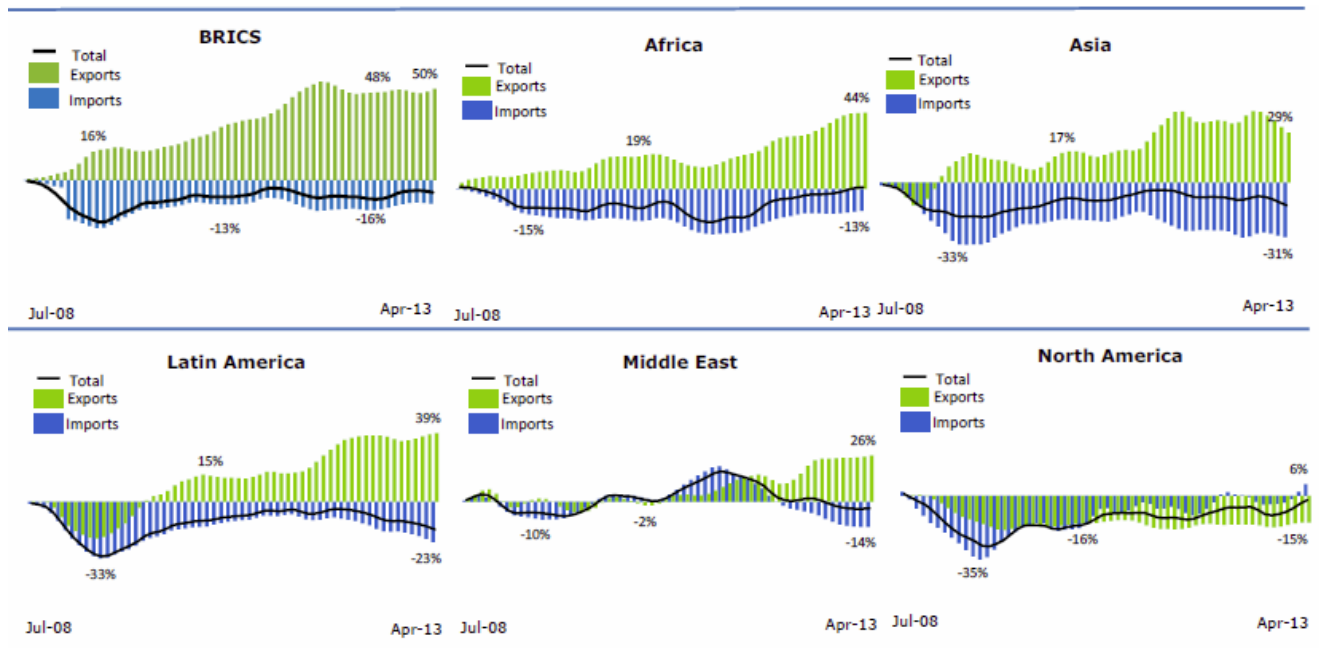 BRICS
Total
Exports
Imports
16%
48%
50%
-13%
-16%
Jul-08
Apr-13
Africa
Total
Exports
Imports
19%
44%
-15%
-13%
Jul-08
Apr-13
Asia
Total
Exports
Imports
17%
29%
-33%
-31%
Jul-08
Apr-13
Latin America
Total
Exports
Imports
15%
39%
-33%
-23%
Jul-08
Apr-13
Middle East
Total
Exports
Imports
26%
-10%
-2%
-14%
Jul-08
Apr-13
North America
Total
Exports
Imports
6%
-16%
-15%
-35%
Jul-08
Apr-13